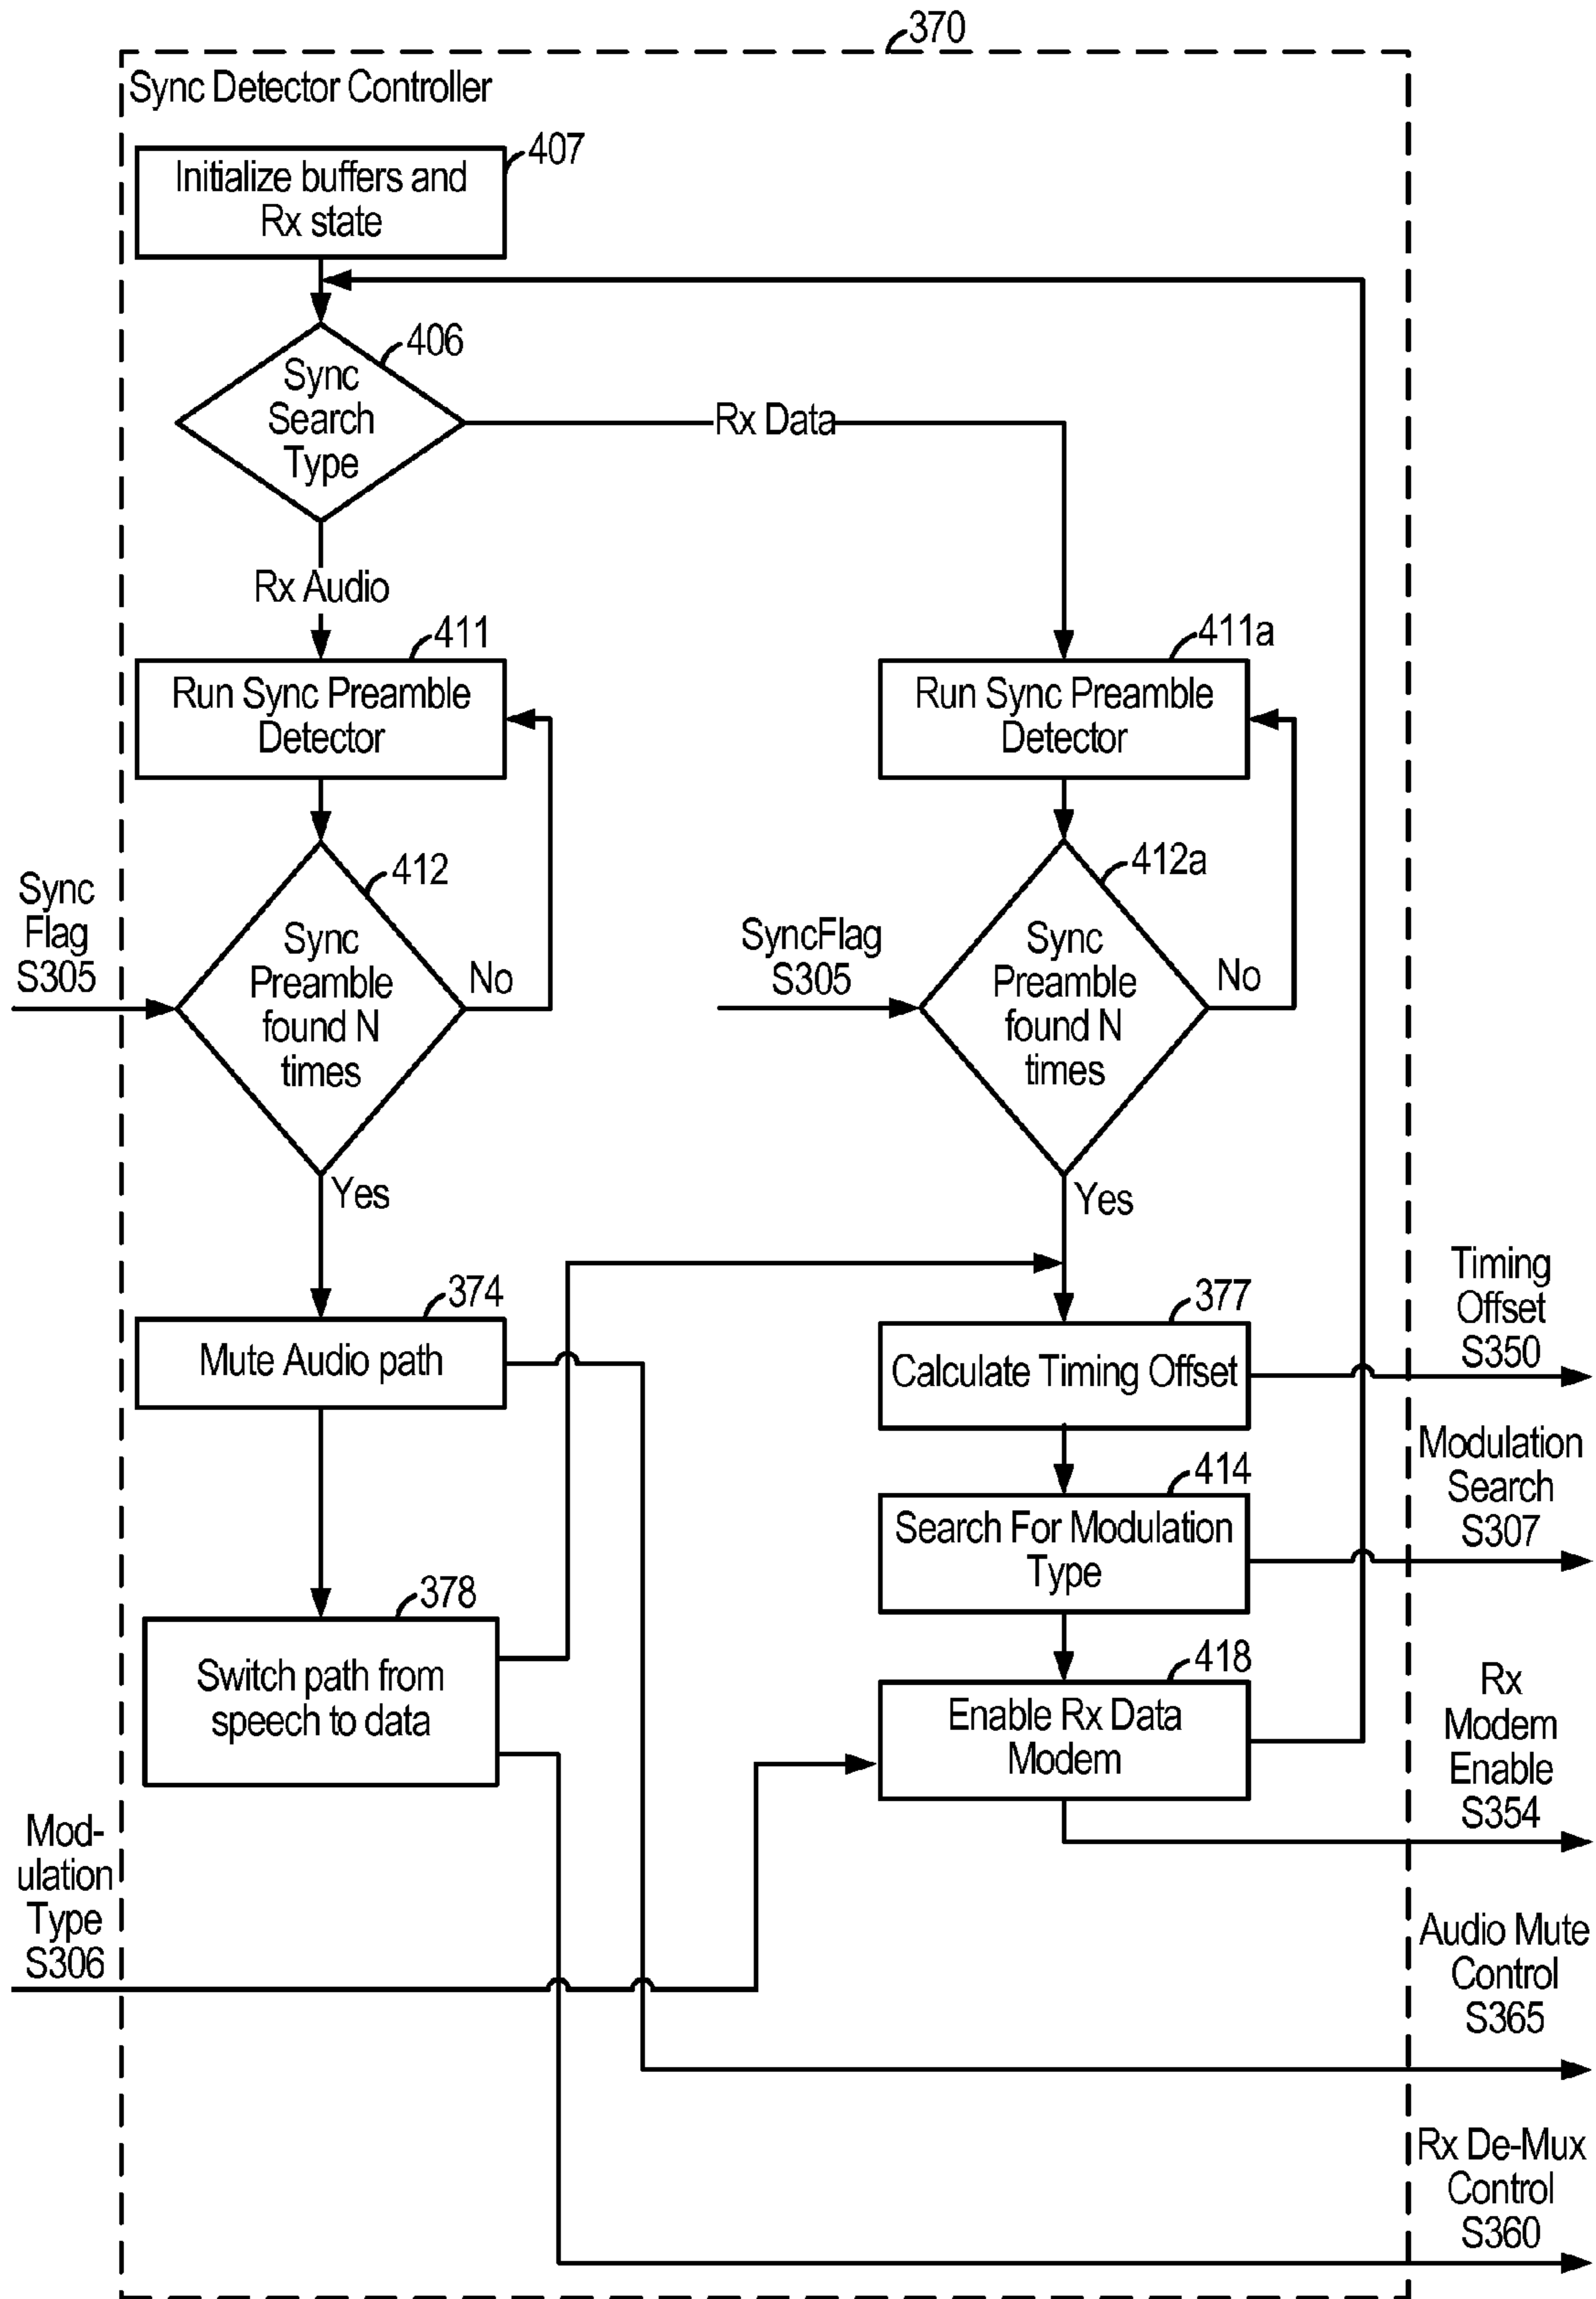 370
Sync Detector Controller
407
Initialize buffers and
Rx state
406
Sync
Search
Type
Rx Data
Rx Audio
411
Run Sync Preamble
Detector
411a
Run Sync Preamble
Detector
Sync
Flag
S305
412
Sync
Preamble
found N
times
No
Yes
SyncFlag
S305
412a
Sync
Preamble
found N
times
No
Yes
374
Mute Audio path
377
Calculate Timing Offset
Timing
Offset
S350
414
Search For Modulation
Type
Modulation
Search
S307
378
Switch path from
speech to data
418
Enable Rx Data
Modem
Rx
Modem
Enable
S354
Mod-
ulation
Type
S306
Audio Mute
Control
S365
Rx De-Mux
Control
S360